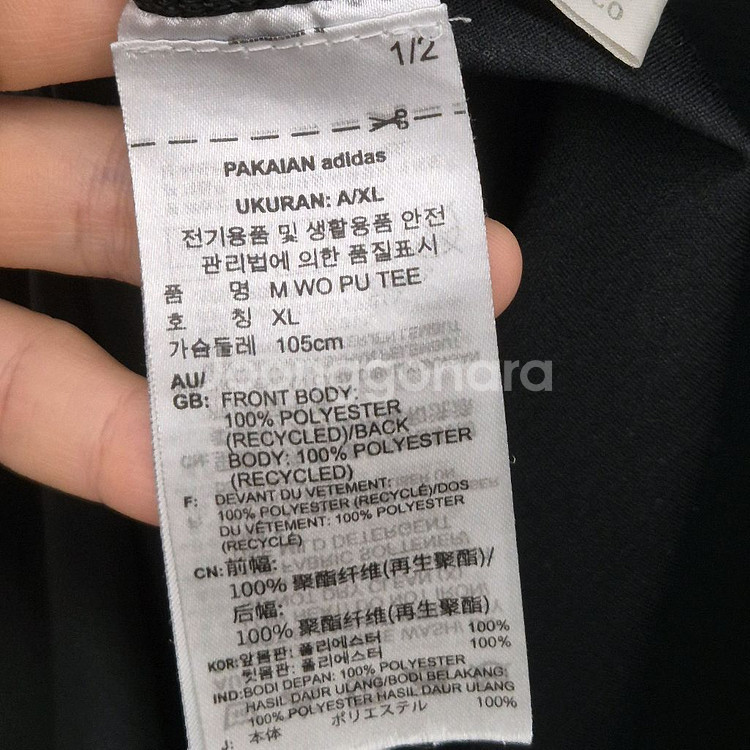 CO
1/2
PAKAIAN adidas
UKURAN: A/XL
전기용품 및 생활용품 안전
관리법에 의한 품질표시
품 명 M WO PU TEE
호 칭 XL
가슴둘레 105cm
joonggonara
AU/
GB: FRONT BODY:
100% POLYESTER
(RECYCLED)/BACK
BODY: 100% POLYESTER
(RECYCLED)
F: DEVANT DU VETEMENT:
100% POLYESTER (RECYCLÉ)/DOS
DU VÊTEMENT: 100% POLYESTER
(RECYCLÉ)
CN: 前幅:
100% 聚酯纤维(再生聚酯)/
后幅:
100% 聚酯纤维(再生聚酯)
KOR: 앞몸판: 폴리에스터 100%
뒷몸판: 폴리에스터 100%
IND: BODI DEPAN: 100% POLYESTER
HASIL DAUR ULANG/BODI BELAKANG:
100% POLYESTER HASIL DAUR ULANG
J: 本体 ポリエステル 100%